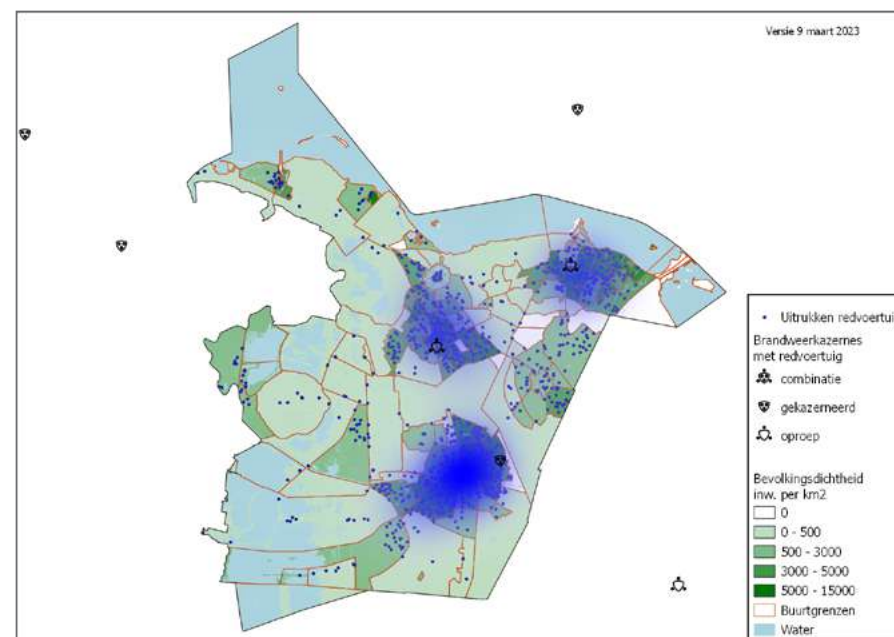 Versie 9 maart 2023
Uitrukken redvoertuig
Brandweerkazernes
met redvoertuig
combinatie
gekazerneerd
oproep
Bevolkingsdichtheid
inw. per km2
0
0 - 500
500 - 3000
3000 - 5000
5000 - 15000
Buurtgrenzen
Water